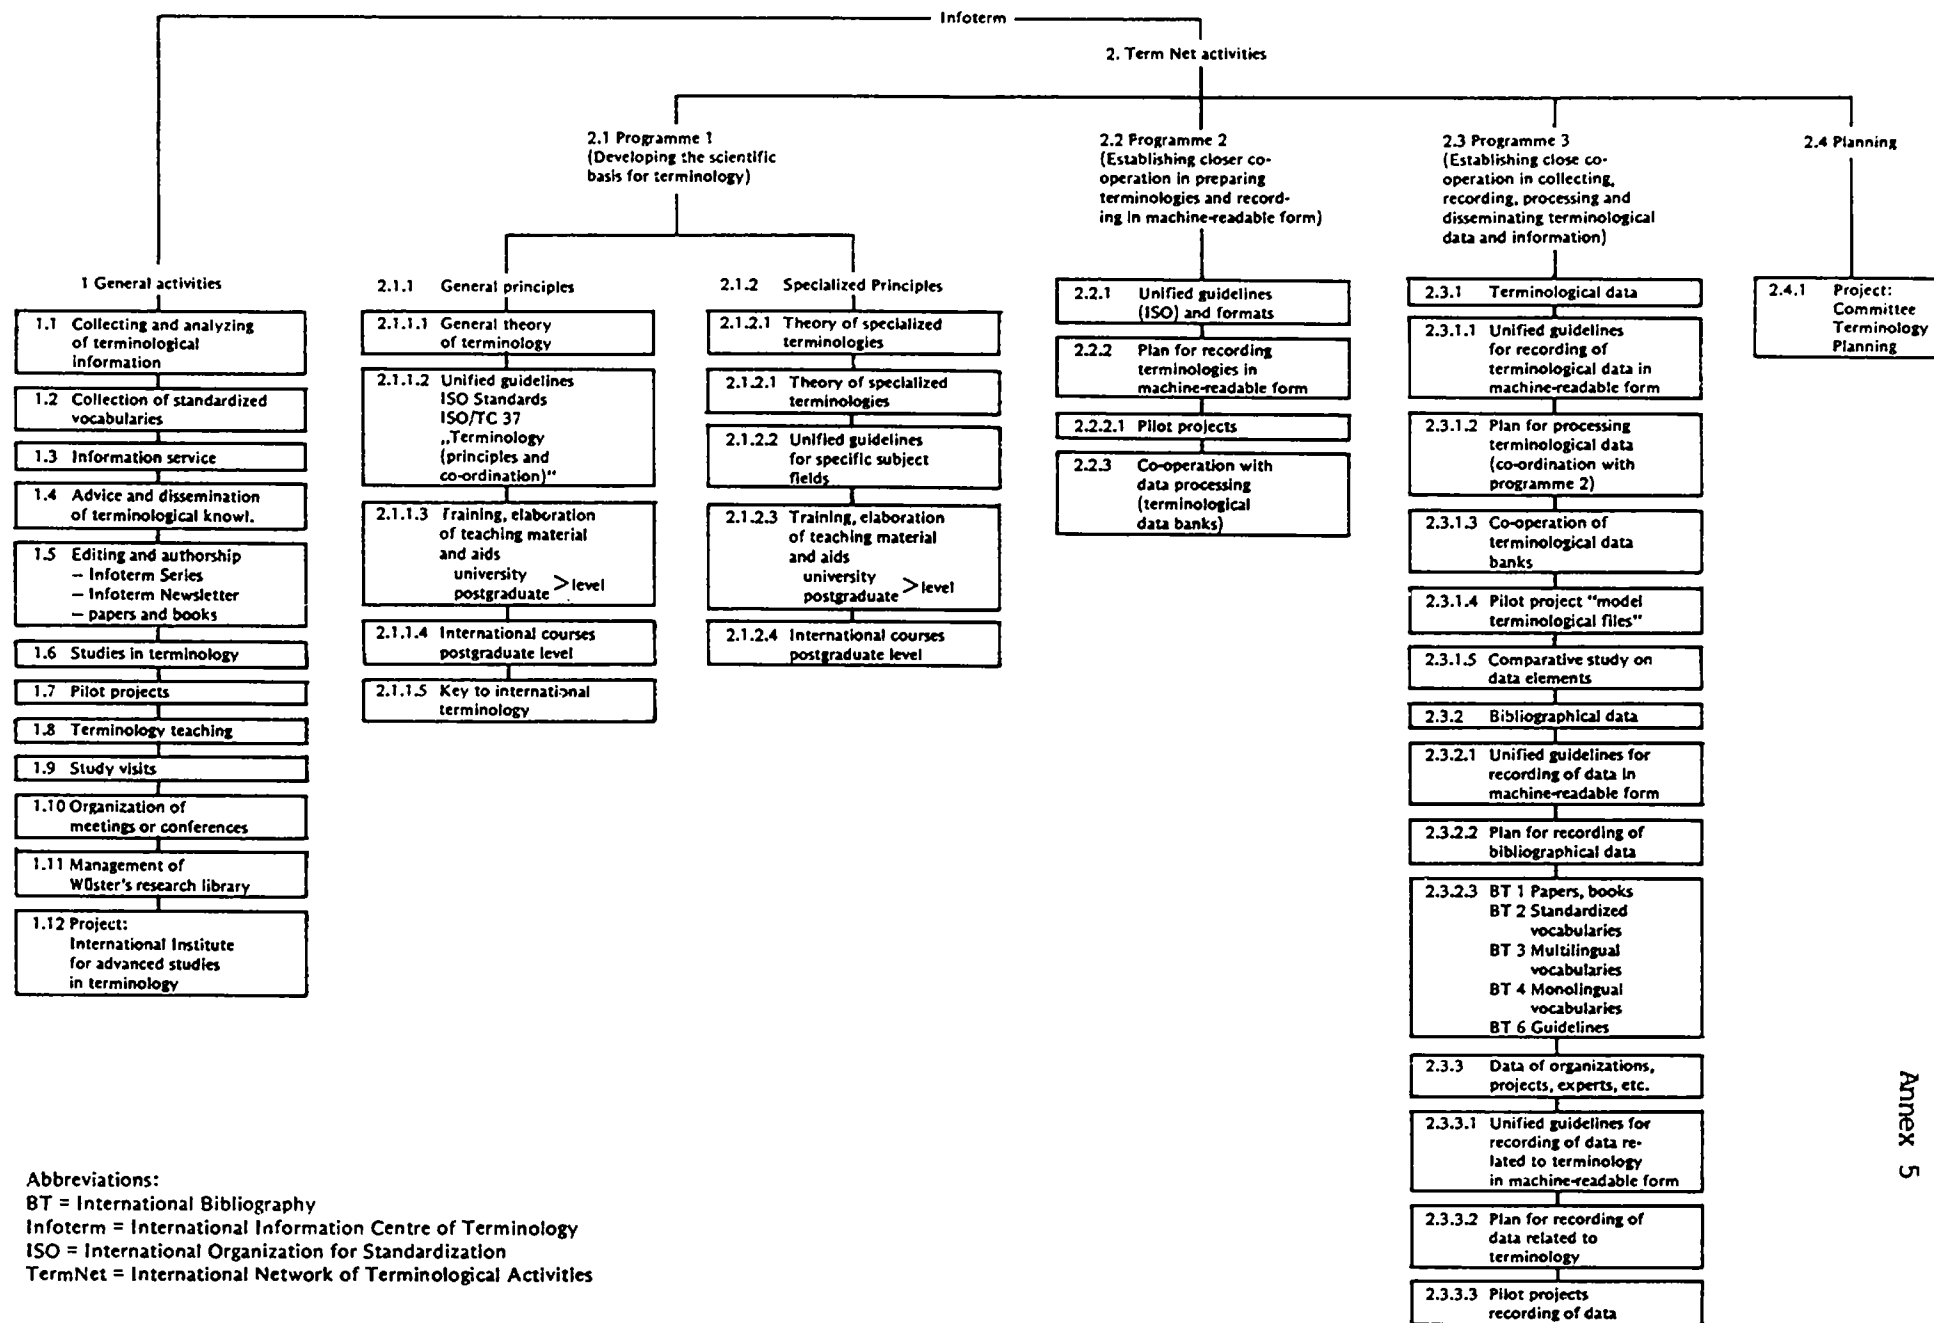 Infoterm
2. Term Net activities
2.1 Programme 1
(Developing the scientific
basis for terminology)
2.2 Programme 2
(Establishing closer co-
operation in preparing
terminologies and record-
ing in machine-readable form)
2.3 Programme 3
(Establishing close co-
operation in collecting,
recording, processing and
disseminating terminological
data and information)
2.4 Planning
1 General activities
1.1 Collecting and analyzing
of terminological
information
1.2 Collection of standardized
vocabularies
1.3 Information service
1.4 Advice and dissemination
of terminological knowl.
1.5 Editing and authorship
– Infoterm Series
– Infoterm Newsletter
– papers and books
1.6 Studies in terminology
1.7 Pilot projects
1.8 Terminology teaching
1.9 Study visits
1.10 Organization of
meetings or conferences
1.11 Management of
Wüster's research library
1.12 Project:
International Institute
for advanced studies
in terminology
2.1.1 General principles
2.1.1.1 General theory
of terminology
2.1.1.2 Unified guidelines
ISO Standards
ISO/TC 37
„Terminology
(principles and
co-ordination)“
2.1.1.3 Training, elaboration
of teaching material
and aids
university
postgraduate > level
2.1.1.4 International courses
postgraduate level
2.1.1.5 Key to international
terminology
2.1.2 Specialized Principles
2.1.2.1 Theory of specialized
terminologies
2.1.2.1 Theory of specialized
terminologies
2.1.2.2 Unified guidelines
for specific subject
fields
2.1.2.3 Training, elaboration
of teaching material
and aids
university
postgraduate > level
2.1.2.4 International courses
postgraduate level
2.2.1 Unified guidelines
(ISO) and formats
2.2.2 Plan for recording
terminologies in
machine-readable form
2.2.2.1 Pilot projects
2.2.3 Co-operation with
data processing
(terminological
data banks)
2.3.1 Terminological data
2.3.1.1 Unified guidelines
for recording of
terminological data in
machine-readable form
2.3.1.2 Plan for processing
terminological data
(co-ordination with
programme 2)
2.3.1.3 Co-operation of
terminological data
banks
2.3.1.4 Pilot project "model
terminological files"
2.3.1.5 Comparative study on
data elements
2.3.2 Bibliographical data
2.3.2.1 Unified guidelines for
recording of data in
machine-readable form
2.3.2.2 Plan for recording of
bibliographical data
2.3.2.3 BT 1 Papers, books
BT 2 Standardized
vocabularies
BT 3 Multilingual
vocabularies
BT 4 Monolingual
vocabularies
BT 6 Guidelines
2.3.3 Data of organizations,
projects, experts, etc.
2.3.3.1 Unified guidelines for
recording of data re-
lated to terminology
in machine-readable form
2.3.3.2 Plan for recording of
data related to
terminology
2.3.3.3 Pilot projects
recording of data
2.4.1 Project:
Committee
Terminology
Planning
Annex 5
Abbreviations:
BT = International Bibliography
Infoterm = International Information Centre of Terminology
ISO = International Organization for Standardization
TermNet = International Network of Terminological Activities